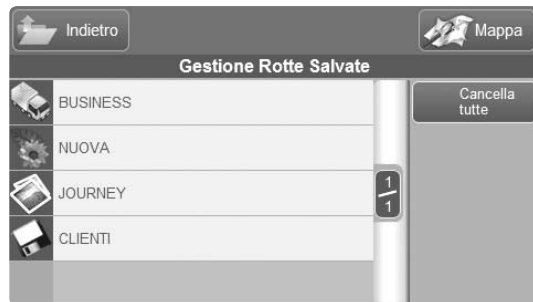 Indietro
Mappa
Gestione Rotte Salvate
BUSINESS
Cancella
tutte
NUOVA
JOURNEY
1
1
CLIENTI